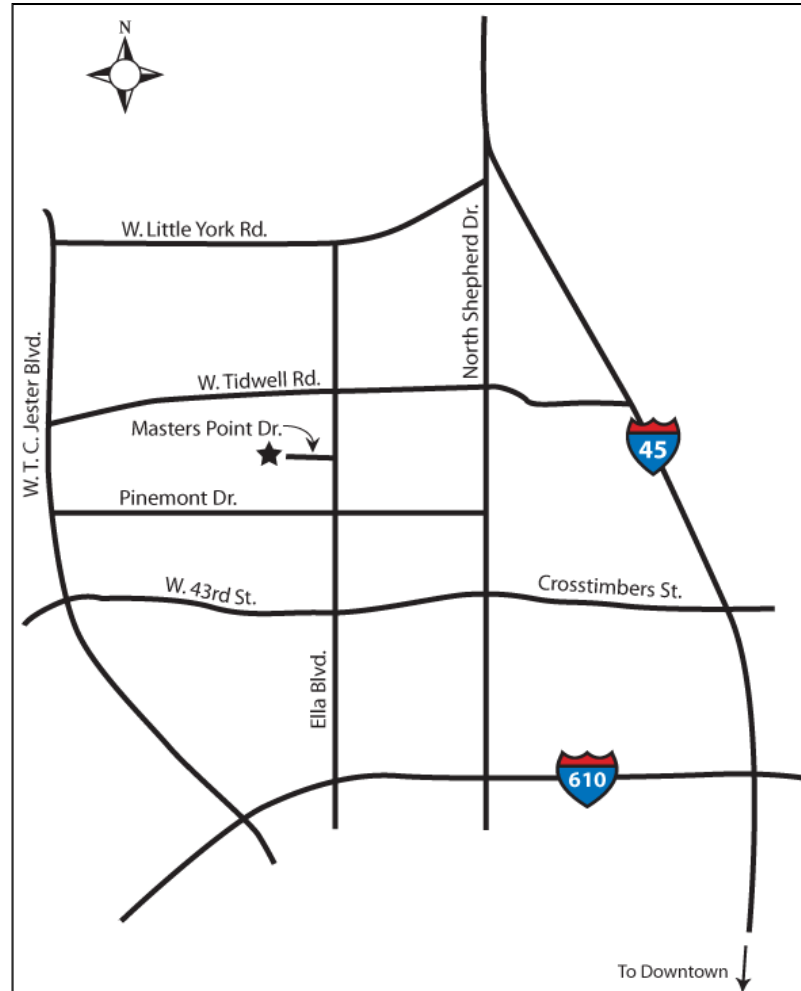 N
W. Little York Rd.
North Shepherd Dr.
W. T. C. Jester Blvd.
W. Tidwell Rd.
Masters Point Dr.
45
Pinemont Dr.
W. 43rd St.
Crosstimbers St.
Ella Blvd.
610
To Downtown